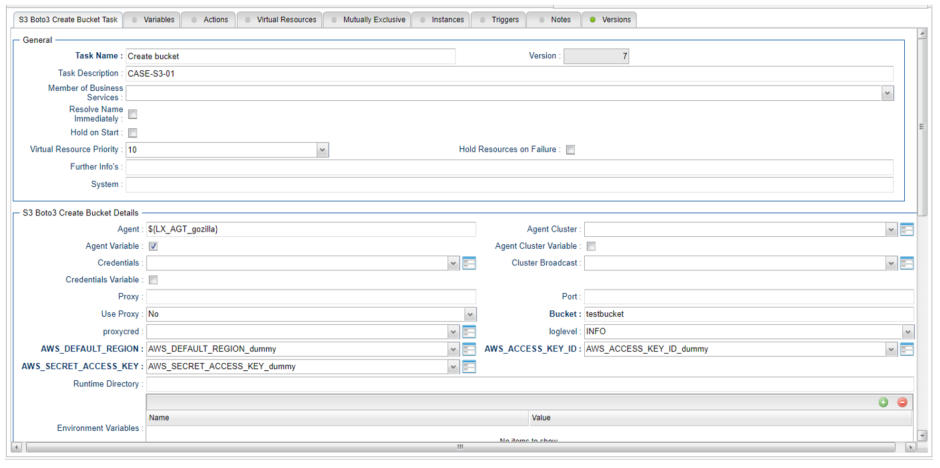 S3 Boto3 Create Bucket Task Variables Actions Virtual Resources Mutually Exclusive Instances Triggers Notes Versions
General
Task Name : Create bucket Version : 7
Task Description : CASE-S3-01
Member of Business
Services :
Resolve Name
Immediately :
Hold on Start :
Virtual Resource Priority : 10 Hold Resources on Failure :
Further Info's :
System :
S3 Boto3 Create Bucket Details
Agent : ${LX_AGT_gozilla} Agent Cluster :
Agent Variable : Agent Cluster Variable :
Credentials : Cluster Broadcast :
Credentials Variable :
Proxy : Port :
Use Proxy : No Bucket : testbucket
proxycred : loglevel : INFO
AWS_DEFAULT_REGION : AWS_DEFAULT_REGION_dummy AWS_ACCESS_KEY_ID : AWS_ACCESS_KEY_ID_dummy
AWS_SECRET_ACCESS_KEY : AWS_SECRET_ACCESS_KEY_dummy
Runtime Directory :
Name Value
Environment Variables :
No items to show